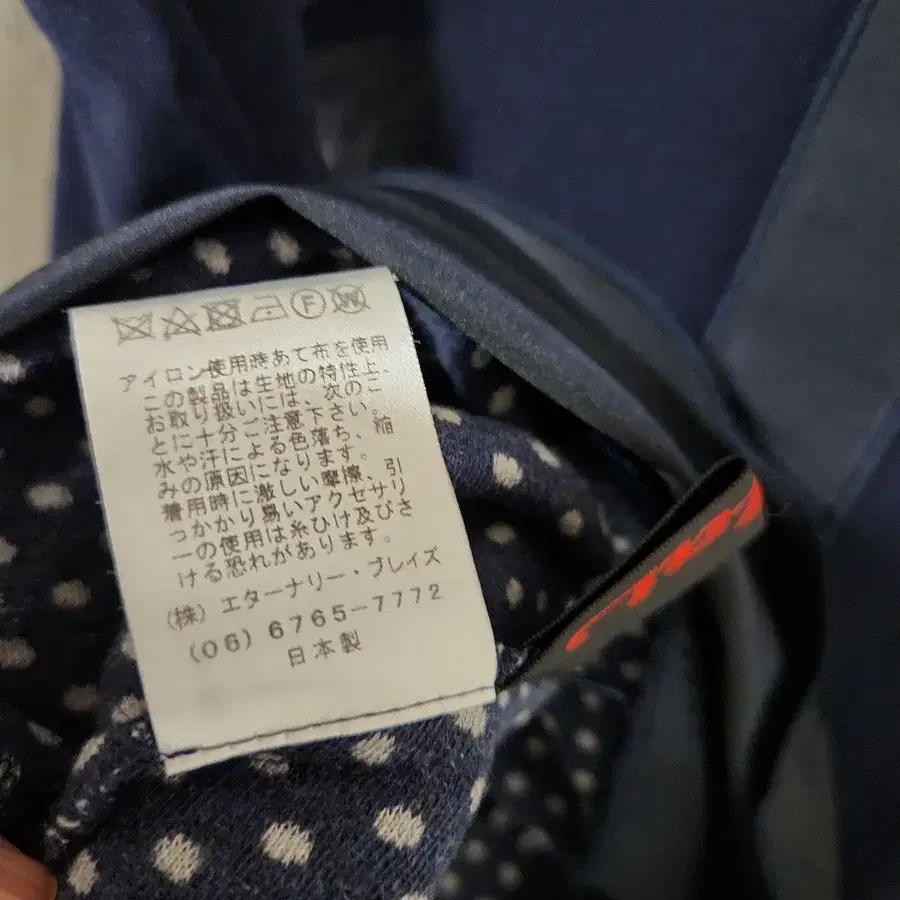 F W
アイロン使用時あて布を使用
この製品は生地の特性上、
お取り扱いには、次のこ
とに十分ご注意下さい。
水や汗による色落ち、縮
みの原因になります。
着用時に激しい摩擦、引
っかかり易いアクセサリ
ーの使用は糸ひけ及びさ
ける恐れがあります。
(株)エターナリー・ブレイズ
(06)6765-7772
日本製